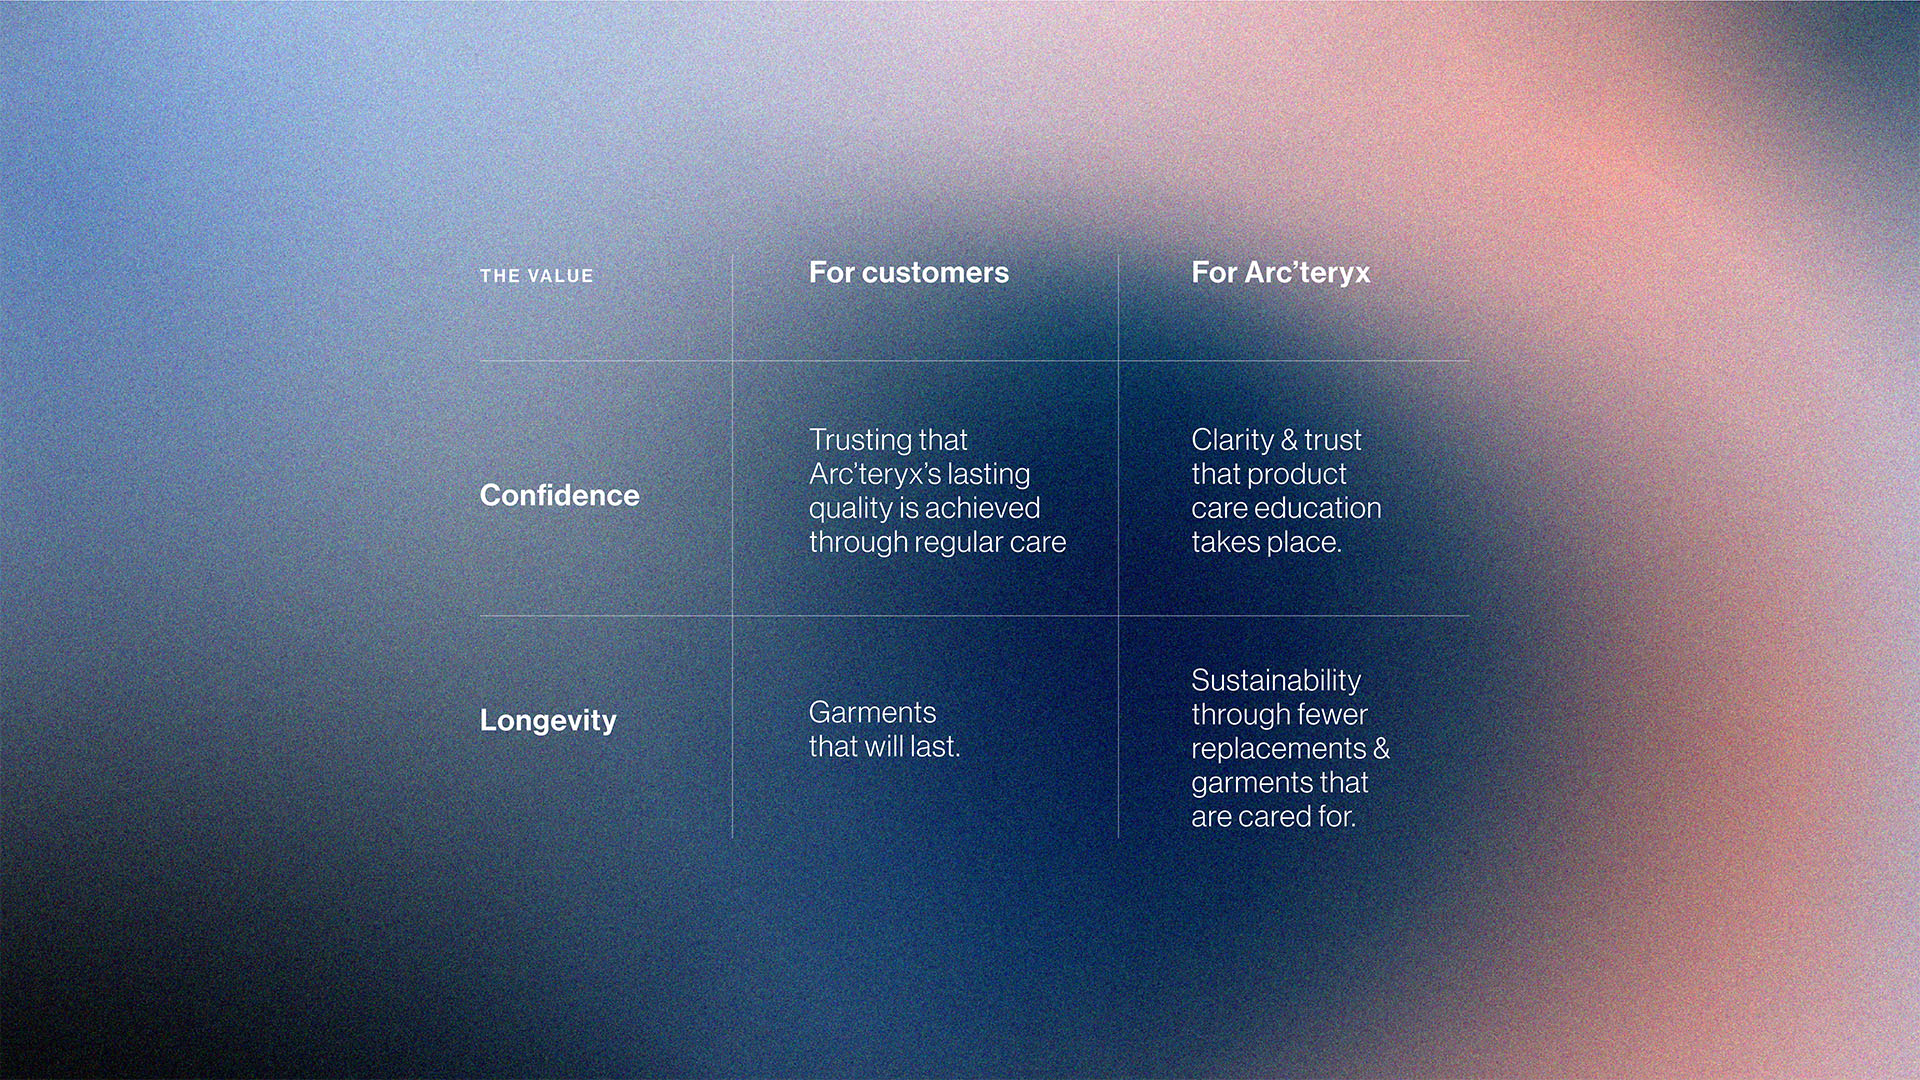 THE VALUE
For customers
For Arc’teryx
Confidence
Trusting that
Arc’teryx’s lasting
quality is achieved
through regular care
Clarity & trust
that product
care education
takes place.
Longevity
Garments
that will last.
Sustainability
through fewer
replacements &
garments that
are cared for.